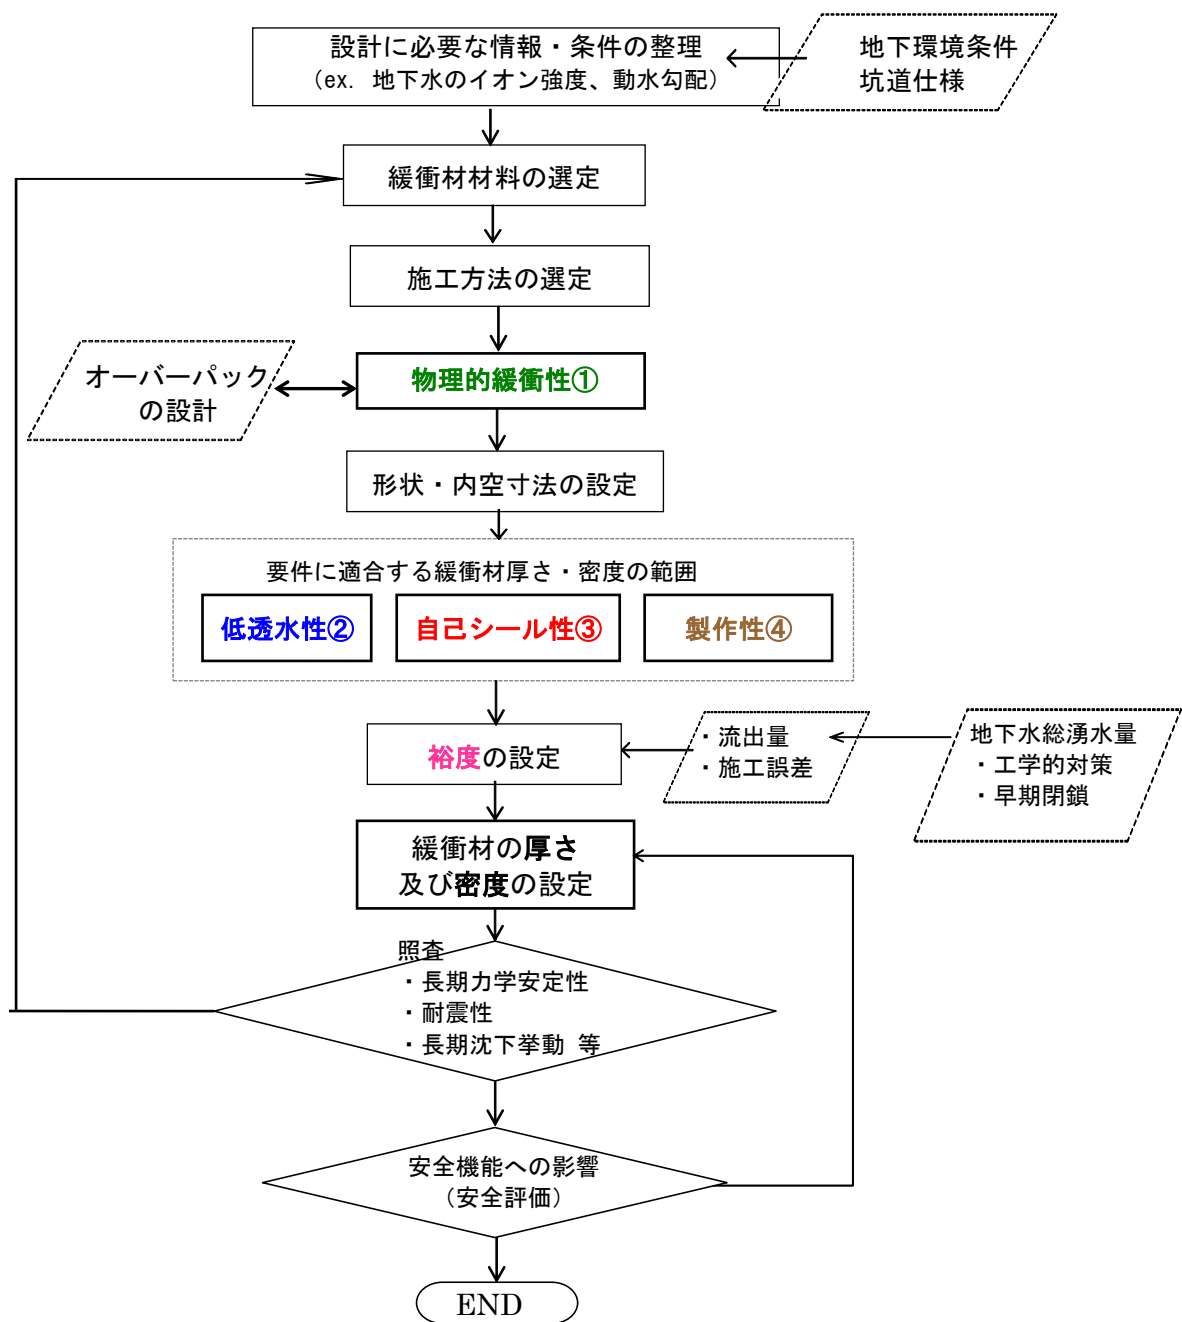 設計に必要な情報・条件の整理
（ex. 地下水のイオン強度、動水勾配）
地下環境条件
坑道仕様
緩衝材材料の選定
施工方法の選定
物理的緩衝性①
オーバーパック
の設計
形状・内空寸法の設定
要件に適合する緩衝材厚さ・密度の範囲
低透水性②
自己シール性③
製作性④
裕度の設定
・流出量
・施工誤差
地下水総湧水量
・工学的対策
・早期閉鎖
緩衝材の厚さ
及び密度の設定
照査
・長期力学安定性
・耐震性
・長期沈下挙動 等
安全機能への影響
（安全評価）
END